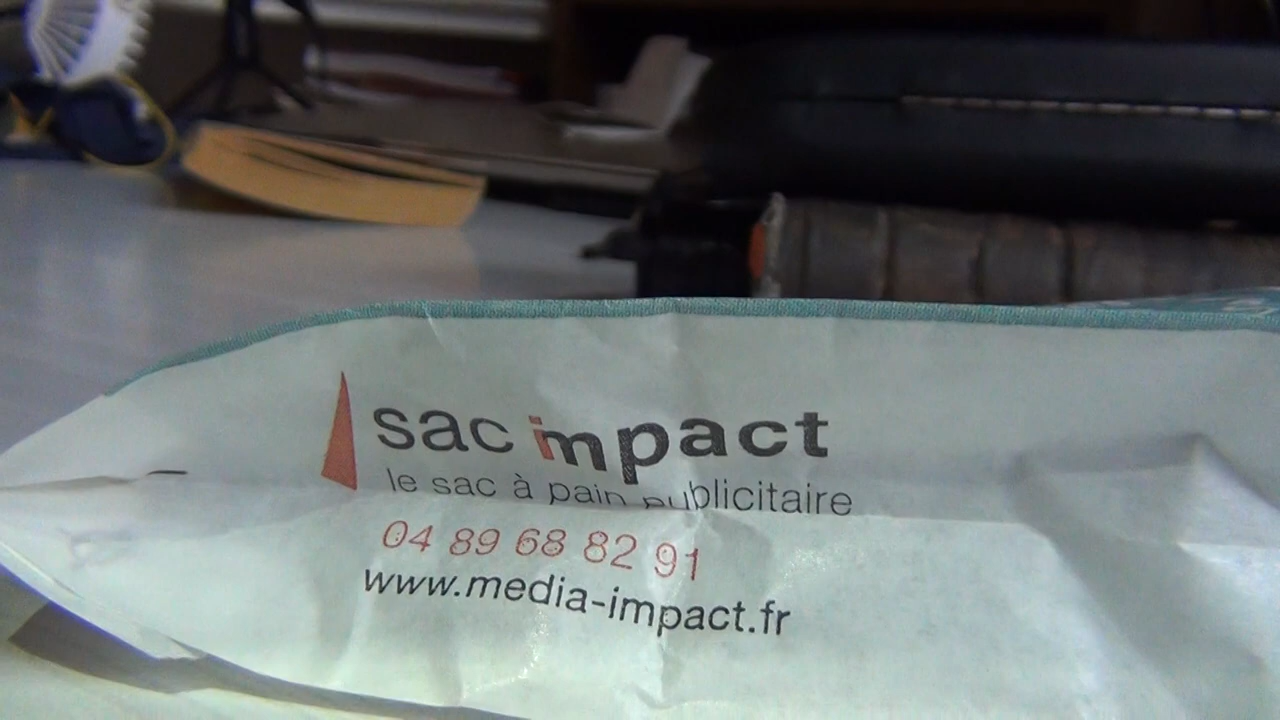 sac impact
le sac à pain publicitaire
04 89 68 82 91
www.media-impact.fr